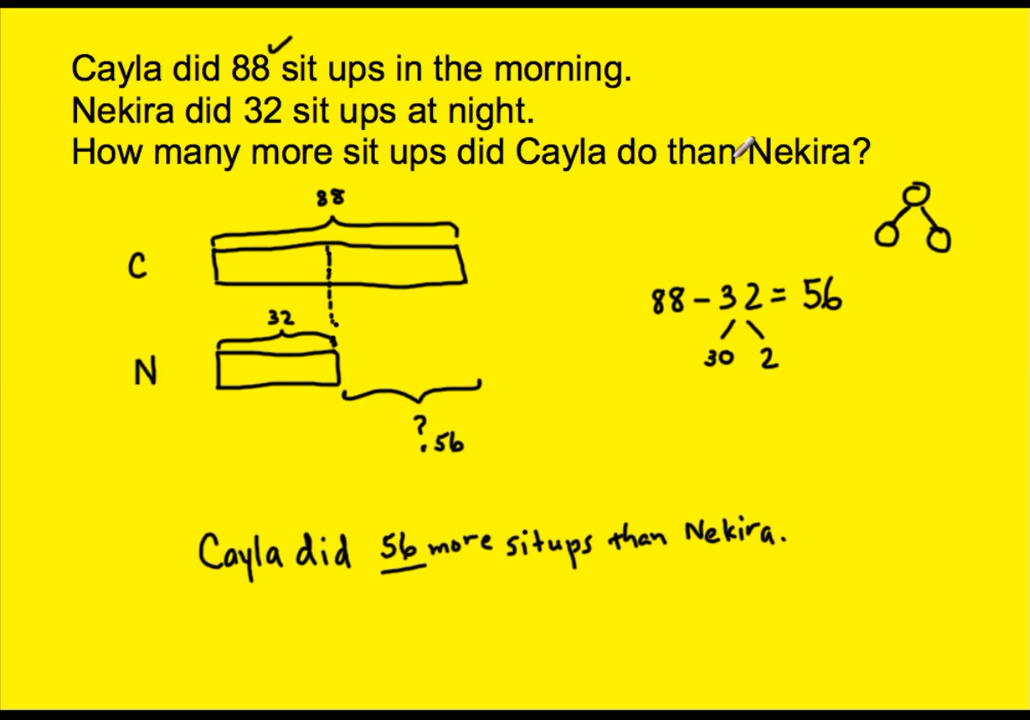 Cayla did 88 sit ups in the morning.
Nekira did 32 sit ups at night.
How many more sit ups did Cayla do than Nekira?
88
C
32
N
? 56
88 - 32 = 56
30 2
Cayla did 56 more situps than Nekira.